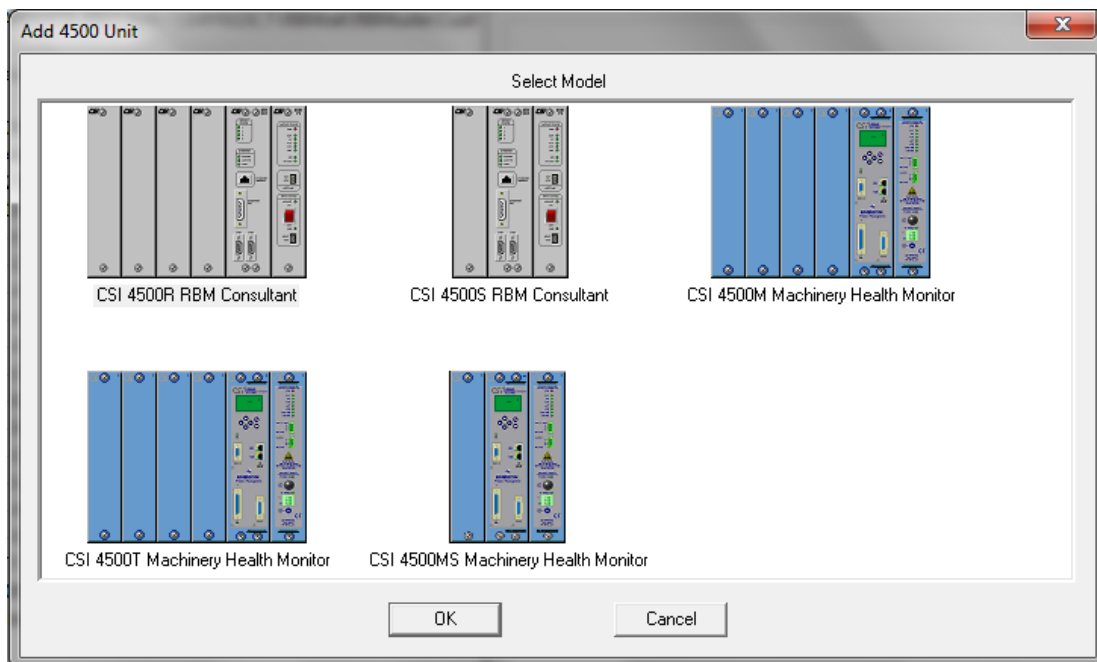 Add 4500 Unit
Select Model
CSI 4500R RBM Consultant
CSI 4500S RBM Consultant
CSI 4500M Machinery Health Monitor
CSI 4500T Machinery Health Monitor
CSI 4500MS Machinery Health Monitor
OK
Cancel